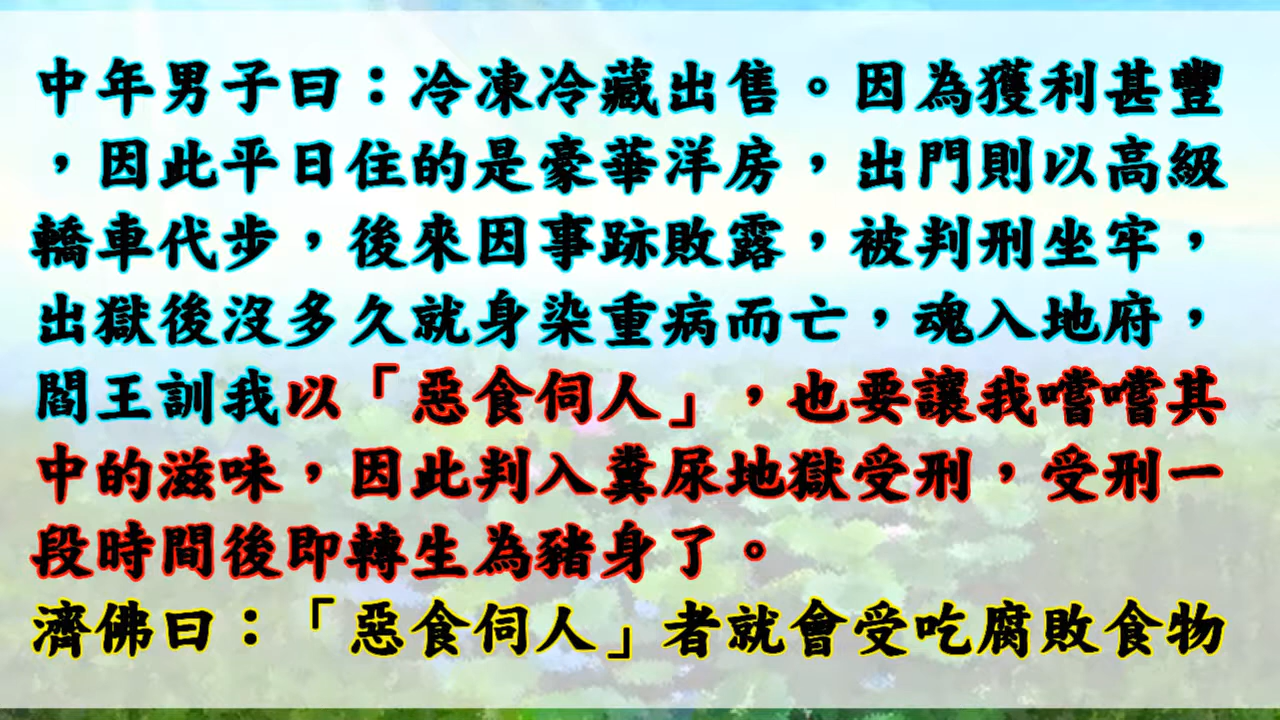 中年男子曰：冷凍冷藏出售。因為獲利甚豐
，因此平日住的是豪華洋房，出門則以高級
轎車代步，後來因事跡敗露，被判刑坐牢，
出獄後沒多久就身染重病而亡，魂入地府，
閻王訓我以「惡食伺人」，也要讓我嚐嚐其
中的滋味，因此判入糞尿地獄受刑，受刑一
段時間後即轉生為豬身了。
濟佛曰：「惡食伺人」者就會受吃腐敗食物